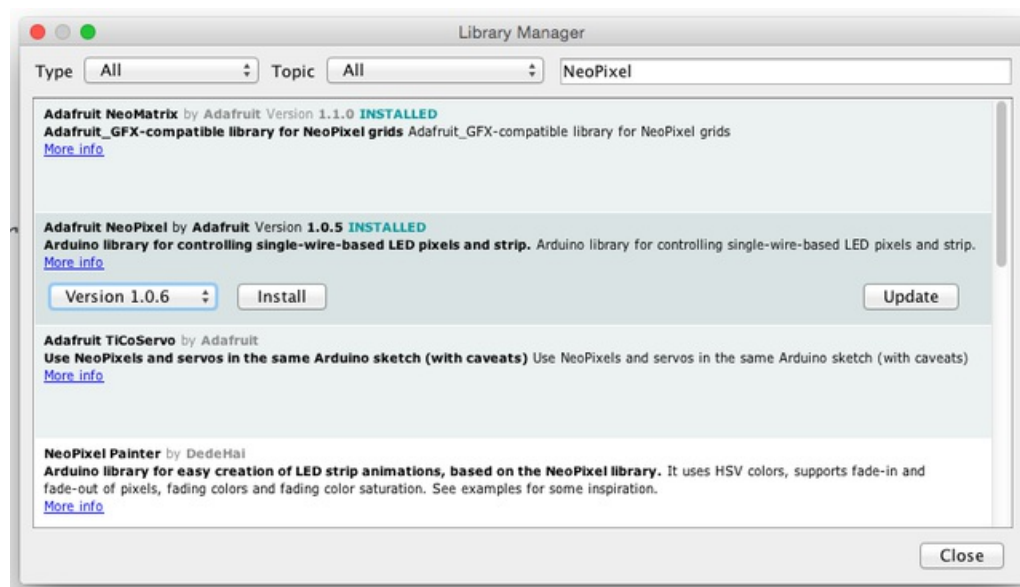 Library Manager
Type All Topic All NeoPixel
Adafruit NeoMatrix by Adafruit Version 1.1.0 INSTALLED
Adafruit_GFX-compatible library for NeoPixel grids Adafruit_GFX-compatible library for NeoPixel grids
More info
Adafruit NeoPixel by Adafruit Version 1.0.5 INSTALLED
Arduino library for controlling single-wire-based LED pixels and strip. Arduino library for controlling single-wire-based LED pixels and strip.
More info
Version 1.0.6 Install Update
Adafruit TiCoServo by Adafruit
Use NeoPixels and servos in the same Arduino sketch (with caveats) Use NeoPixels and servos in the same Arduino sketch (with caveats)
More info
NeoPixel Painter by DedeHai
Arduino library for easy creation of LED strip animations, based on the NeoPixel library. It uses HSV colors, supports fade-in and
fade-out of pixels, fading colors and fading color saturation. See examples for some inspiration.
More info
Close